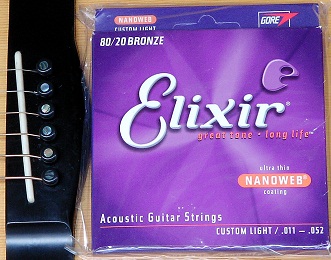 NANOWEB
CUSTOM LIGHT
GORE
80/20 BRONZE
Elixir
great tone · long life
ultra thin
NANOWEB®
coating
Acoustic Guitar Strings
CUSTOM LIGHT / .011 - .052